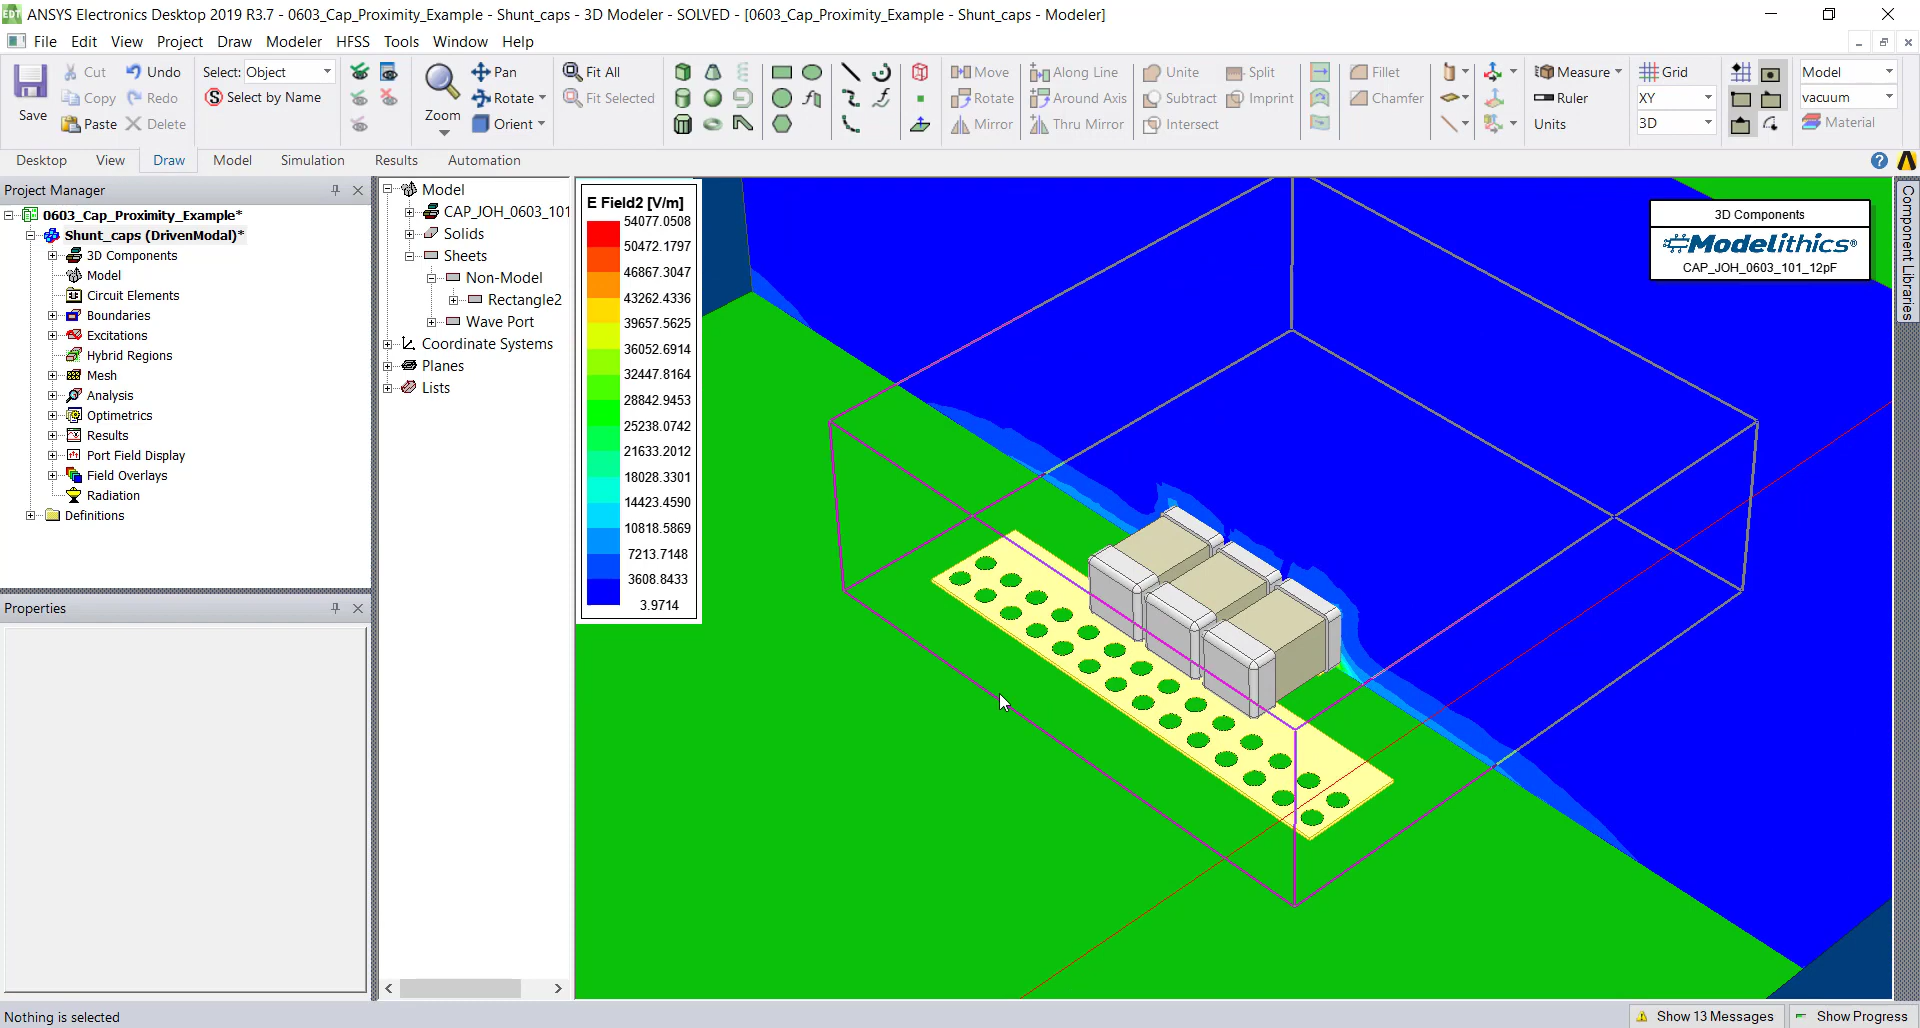 ANSYS Electronics Desktop 2019 R3.7 - 0603_Cap_Proximity_Example - Shunt_caps - 3D Modeler - SOLVED - [0603_Cap_Proximity_Example - Shunt_caps - Modeler]
File Edit View Project Draw Modeler HFSS Tools Window Help
Save
Cut Undo
Copy Redo
Paste Delete
Select: Object
Select by Name
Zoom
Pan
Rotate
Orient
Fit All
Fit Selected
Move Along Line Unite Split Fillet
Rotate Around Axis Subtract Imprint Chamfer
Mirror Thru Mirror Intersect
Measure
Ruler
Units
Grid
XY
3D
Model
vacuum
Material
Desktop View Draw Model Simulation Results Automation
Project Manager
0603_Cap_Proximity_Example*
Shunt_caps (DrivenModal)*
3D Components
Model
Circuit Elements
Boundaries
Excitations
Hybrid Regions
Mesh
Analysis
Optimetrics
Results
Port Field Display
Field Overlays
Radiation
Definitions
Properties
Model
CAP_JOH_0603_101
Solids
Sheets
Non-Model
Rectangle2
Wave Port
Coordinate Systems
Planes
Lists
E Field2 [V/m]
54077.0508
50472.1797
46867.3047
43262.4336
39657.5625
36052.6914
32447.8164
28842.9453
25238.0742
21633.2012
18028.3301
14423.4590
10818.5869
7213.7148
3608.8433
3.9714
3D Components
Modelithics®
CAP_JOH_0603_101_12pF
Component Libraries
Nothing is selected
Show 13 Messages
Show Progress